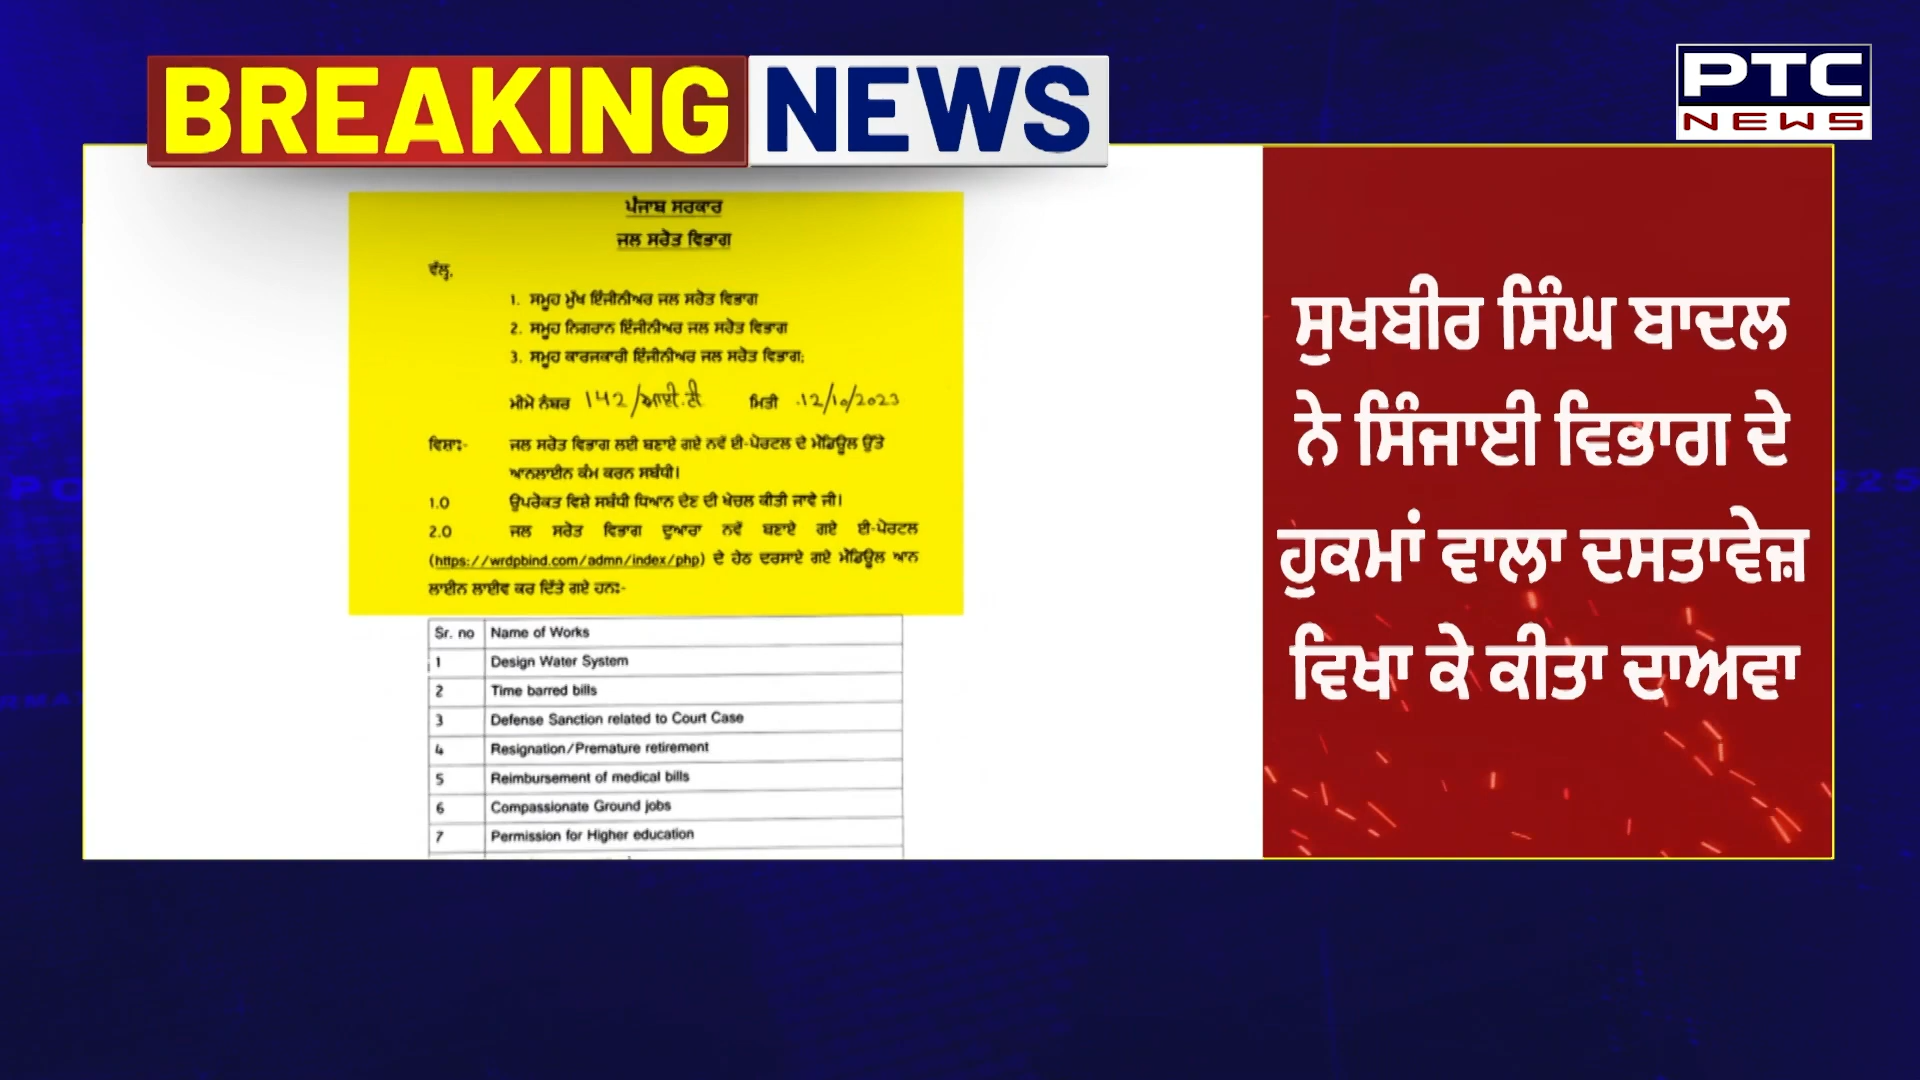 BREAKING NEWS
PTC
NEWS
ਪੰਜਾਬ ਸਰਕਾਰ
ਜਲ ਸਰੋਤ ਵਿਭਾਗ
ਵੱਲ੍ਹ,
1. ਸਮੂਹ ਮੁੱਖ ਇੰਜੀਨੀਅਰ ਜਲ ਸਰੋਤ ਵਿਭਾਗ
2. ਸਮੂਹ ਨਿਗਰਾਨ ਇੰਜੀਨੀਅਰ ਜਲ ਸਰੋਤ ਵਿਭਾਗ
3. ਸਮੂਹ ਕਾਰਜਕਾਰੀ ਇੰਜੀਨੀਅਰ ਜਲ ਸਰੋਤ ਵਿਭਾਗ;
ਮੀਮੋ ਨੰਬਰ 142/ਆਈ.ਟੀ ਮਿਤੀ 12/10/2023
ਵਿਸ਼ਾ:- ਜਲ ਸਰੋਤ ਵਿਭਾਗ ਲਈ ਬਣਾਏ ਗਏ ਨਵੇਂ ਈ-ਪੋਰਟਲ ਦੇ ਮੌਡਿਊਲ ਉੱਤੇ
ਆਨਲਾਈਨ ਕੰਮ ਕਰਨ ਸਬੰਧੀ।
1.0 ਉਪਰੋਕਤ ਵਿਸ਼ੇ ਸਬੰਧੀ ਧਿਆਨ ਦੇਣ ਦੀ ਖੇਚਲ ਕੀਤੀ ਜਾਵੇ ਜੀ।
2.0 ਜਲ ਸਰੋਤ ਵਿਭਾਗ ਦੁਆਰਾ ਨਵੇਂ ਬਣਾਏ ਗਏ ਈ-ਪੋਰਟਲ
(https://wrdpbind.com/admn/index/php) ਦੇ ਹੇਠ ਦਰਸਾਏ ਗਏ ਮੌਡਿਊਲ ਆਨ
ਲਾਈਨ ਲਾਈਵ ਕਰ ਦਿੱਤੇ ਗਏ ਹਨ:-
Sr. no Name of Works
1 Design Water System
2 Time barred bills
3 Defense Sanction related to Court Case
4 Resignation/Premature retirement
5 Reimbursement of medical bills
6 Compassionate Ground jobs
7 Permission for Higher education
ਸੁਖਬੀਰ ਸਿੰਘ ਬਾਦਲ
ਨੇ ਸਿੰਜਾਈ ਵਿਭਾਗ ਦੇ
ਹੁਕਮਾਂ ਵਾਲਾ ਦਸਤਾਵੇਜ਼
ਵਿਖਾ ਕੇ ਕੀਤਾ ਦਾਅਵਾ